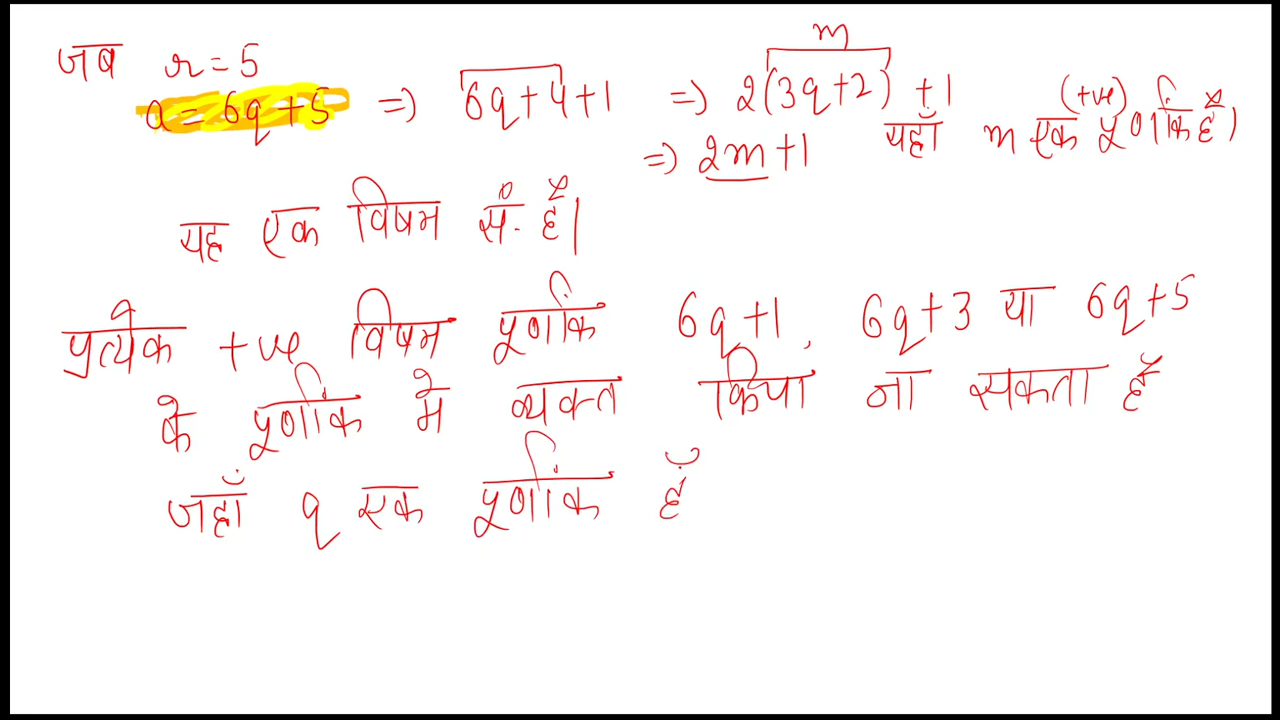 जब r = 5
m
a = 6q + 5 => 6q + 4 + 1 => 2(3q + 2) + 1
=> 2m + 1 यहाँ m एक (+ve) पूर्णांक है।
यह एक विषम सं. है।
प्रत्येक +ve विषम पूर्णांक 6q + 1, 6q + 3 या 6q + 5
के पूर्णांक में व्यक्त किया जा सकता है
जहाँ q एक पूर्णांक हैं